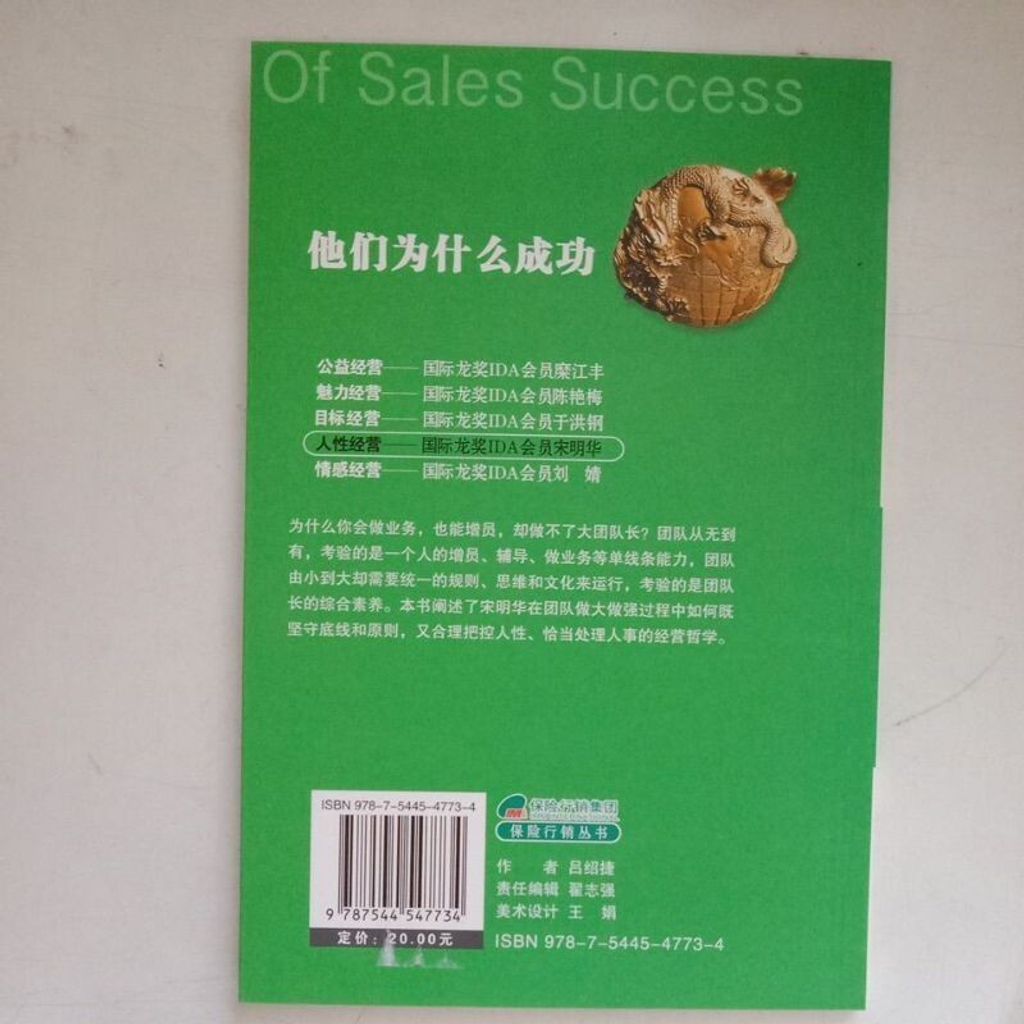 Of Sales Success
他们为什么成功
公益经营——国际龙奖IDA会员糜江丰
魅力经营——国际龙奖IDA会员陈艳梅
目标经营——国际龙奖IDA会员于洪钢
人性经营——国际龙奖IDA会员宋明华
情感经营——国际龙奖IDA会员刘 婧
为什么你会做业务，也能增员，却做不了大团队长？团队从无到
有，考验的是一个人的增员、辅导、做业务等单线条能力，团队
由小到大却需要统一的规则、思维和文化来运行，考验的是团队
长的综合素养。本书阐述了宋明华在团队做大做强过程中如何既
坚守底线和原则，又合理把控人性、恰当处理人事的经营哲学。
ISBN 978-7-5445-4773-4
9 787544 547734
定价：20.00元
保险行销集团
保险行销丛书
作 者 吕绍捷
责任编辑 翟志强
美术设计 王 娟
ISBN 978-7-5445-4773-4